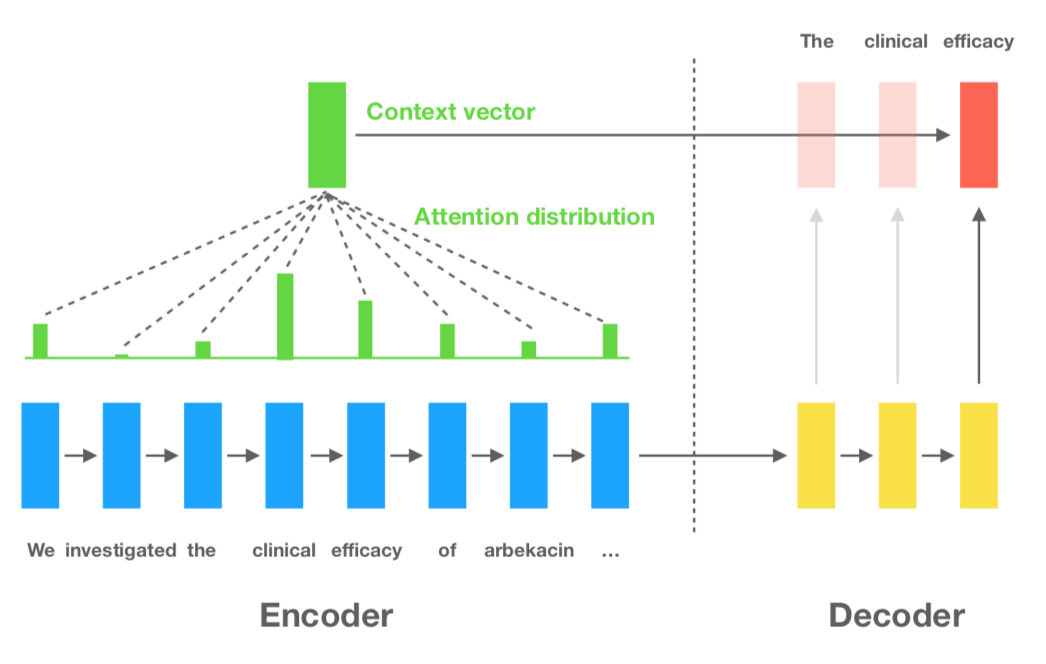 The clinical efficacy
Context vector
Attention distribution
We investigated the clinical efficacy of arbekacin ...
Encoder Decoder